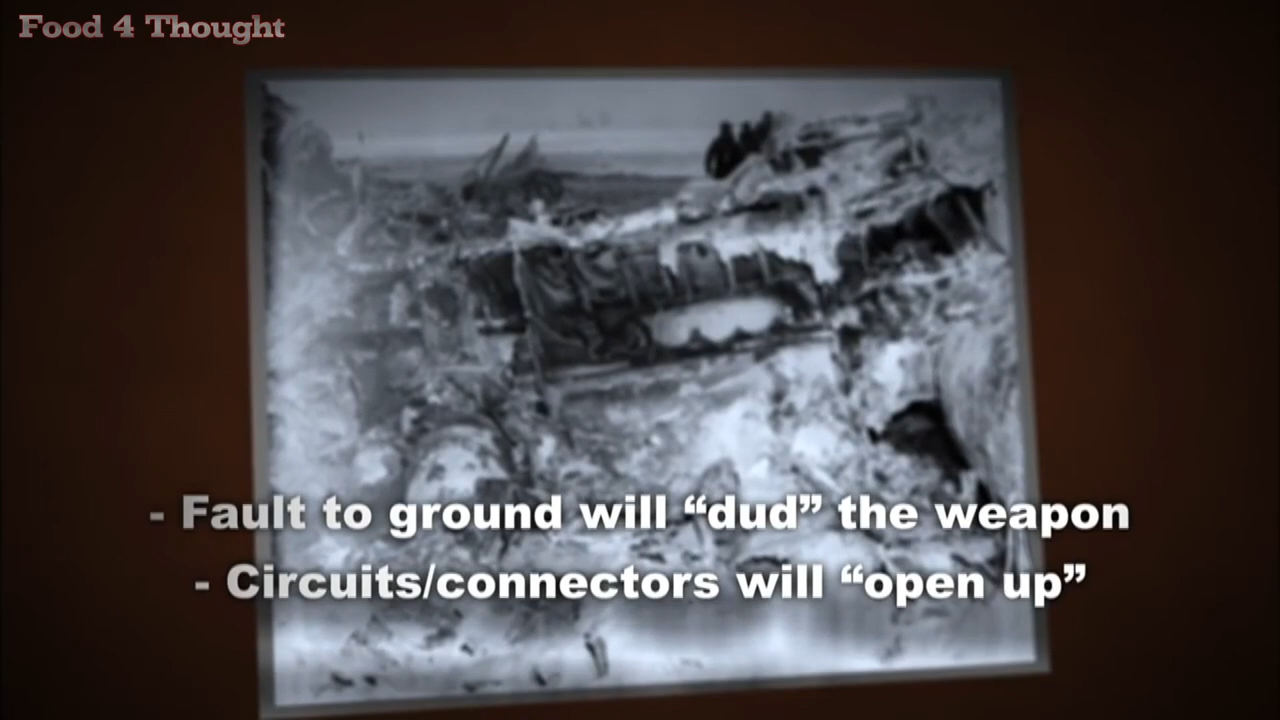 Food 4 Thought
- Fault to ground will “dud” the weapon
- Circuits/connectors will “open up”